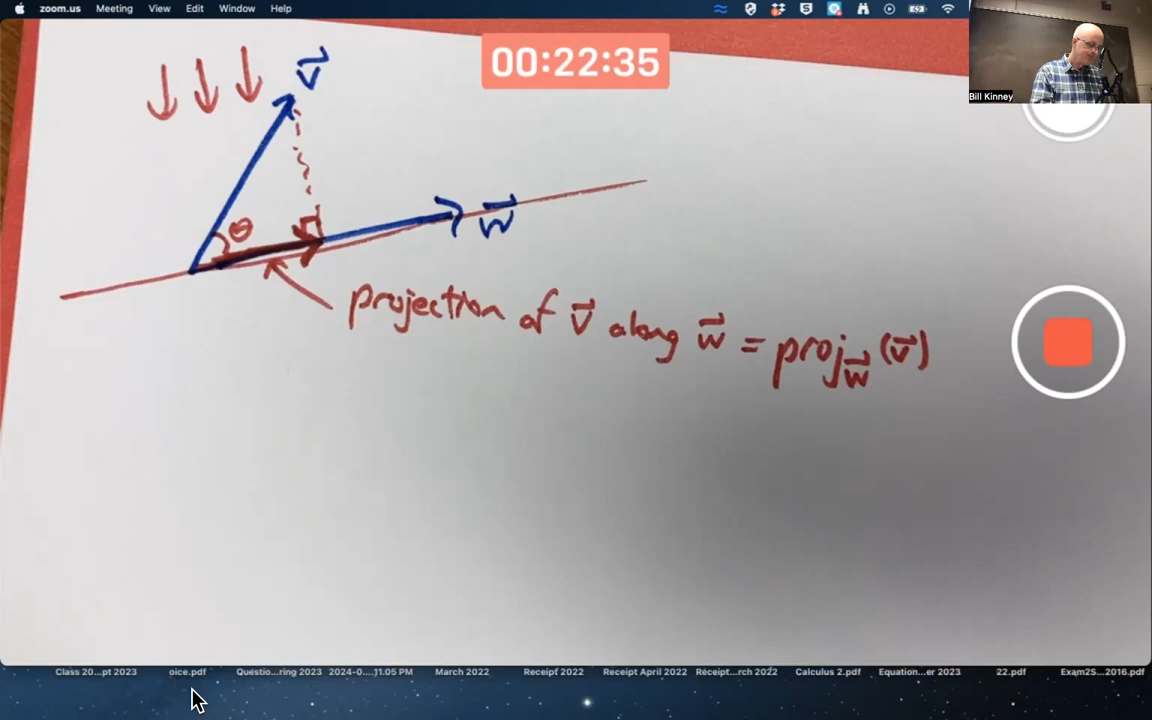 zoom.us Meeting View Edit Window Help
00:22:35
Bill Kinney
v⃗
θ
w⃗
projection of v⃗ along w⃗ = proj_w⃗ (v⃗)
Class 20...pt 2023 oice.pdf Questio...ring 2023 2024-0....)11.05 PM March 2022 Receipt 2022 Receipt April 2022 Receipt...rch 2022 Calculus 2.pdf Equation...er 2023 22.pdf Exam2S...2016.pdf